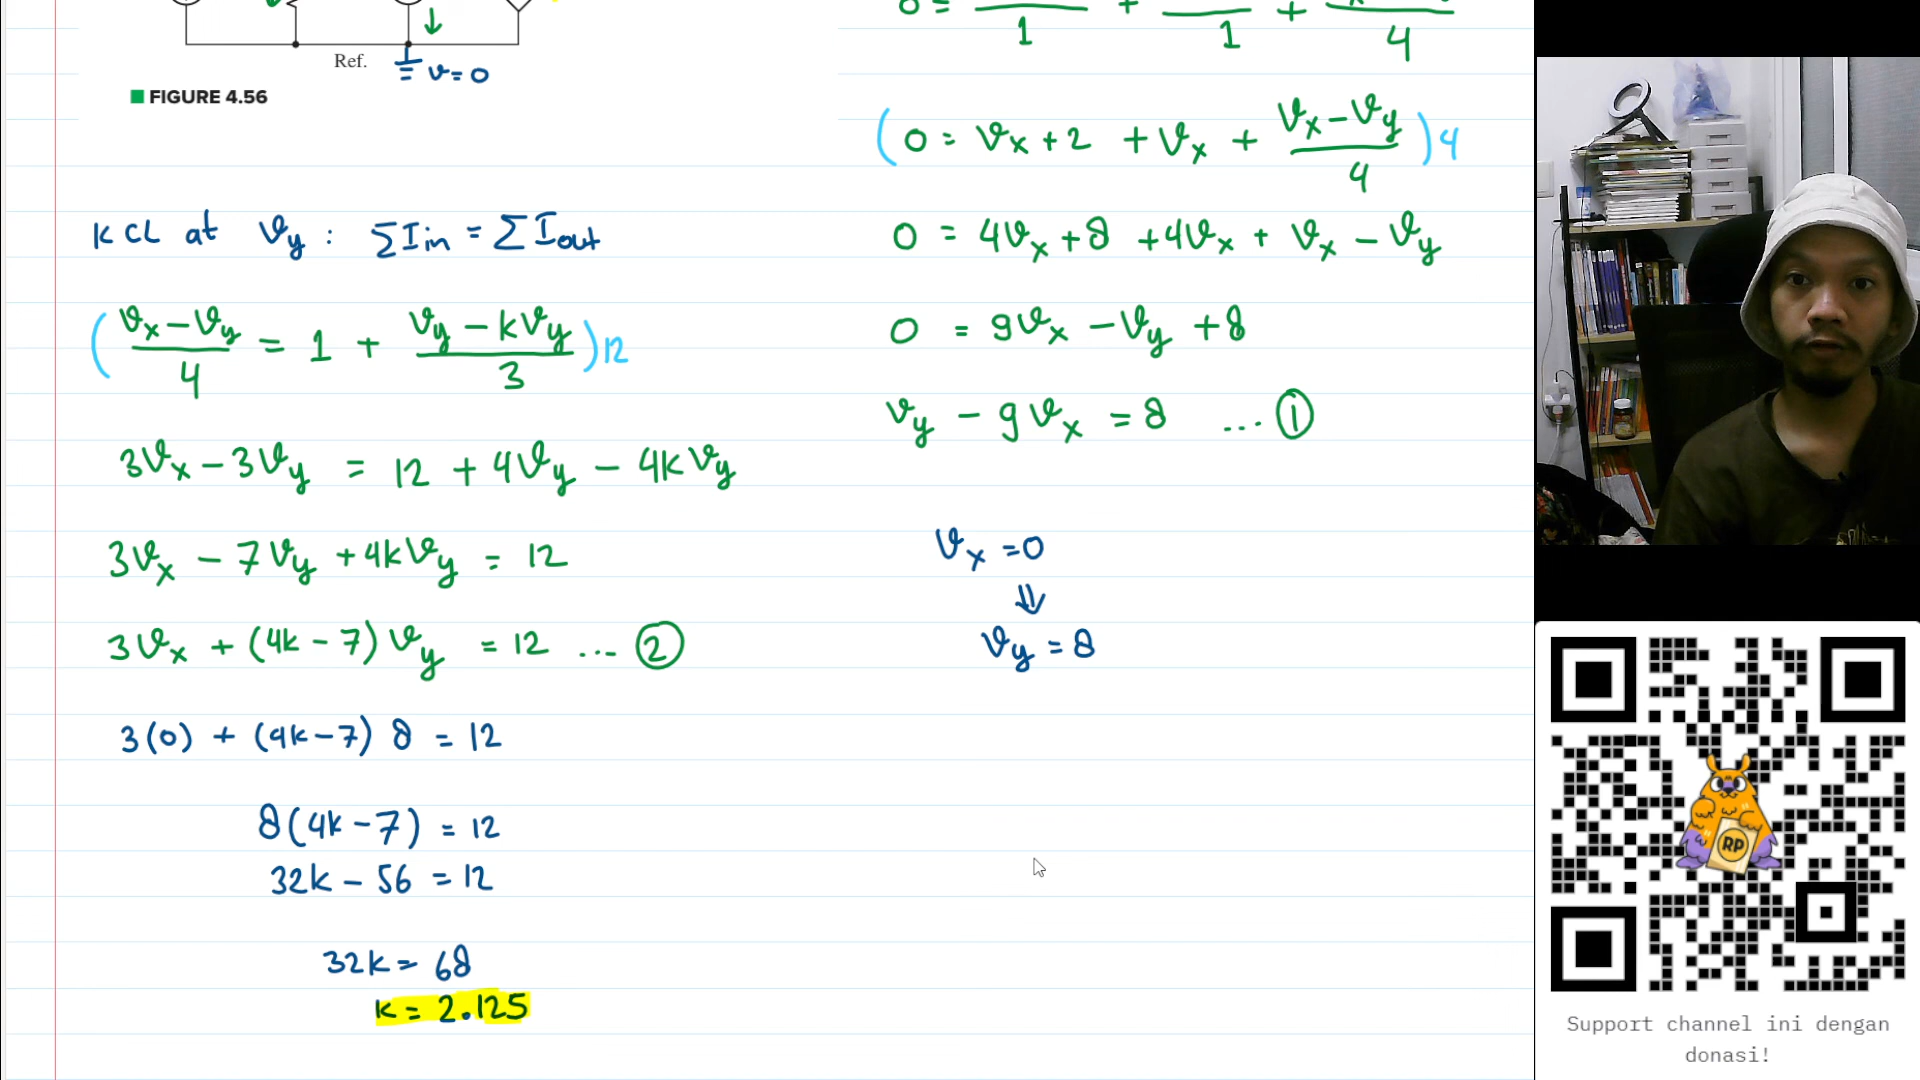 Ref.
v=0
FIGURE 4.56
KCL at vy : ΣIin = ΣIout
( (vx − vy)/4 = 1 + (vy − kvy)/3 ) 12
3vx − 3vy = 12 + 4vy − 4kvy
3vx − 7vy + 4kvy = 12
3vx + (4k − 7) vy = 12 ... ②
3(0) + (4k − 7) 8 = 12
8(4k − 7) = 12
32k − 56 = 12
32k = 68
k = 2.125
0 = /1 + /1 + /4
( 0 = vx + 2 + vx + (vx − vy)/4 ) 4
0 = 4vx + 8 + 4vx + vx − vy
0 = 9vx − vy + 8
vy − 9vx = 8 ... ①
vx = 0
⇓
vy = 8
RP
Support channel ini dengan
donasi!